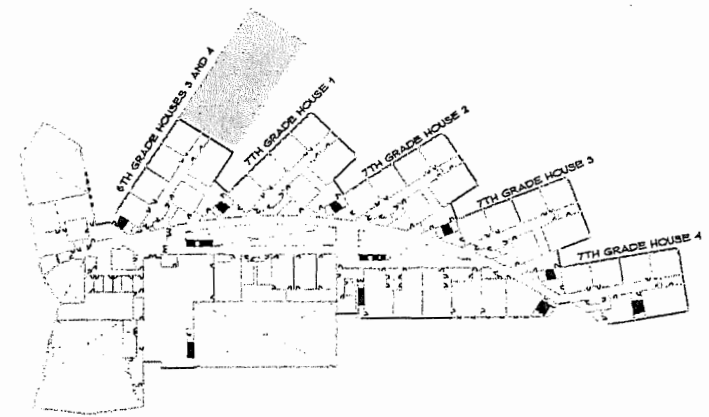 6TH GRADE HOUSES 3 AND 4
7TH GRADE HOUSE 1
7TH GRADE HOUSE 2
7TH GRADE HOUSE 3
7TH GRADE HOUSE 4